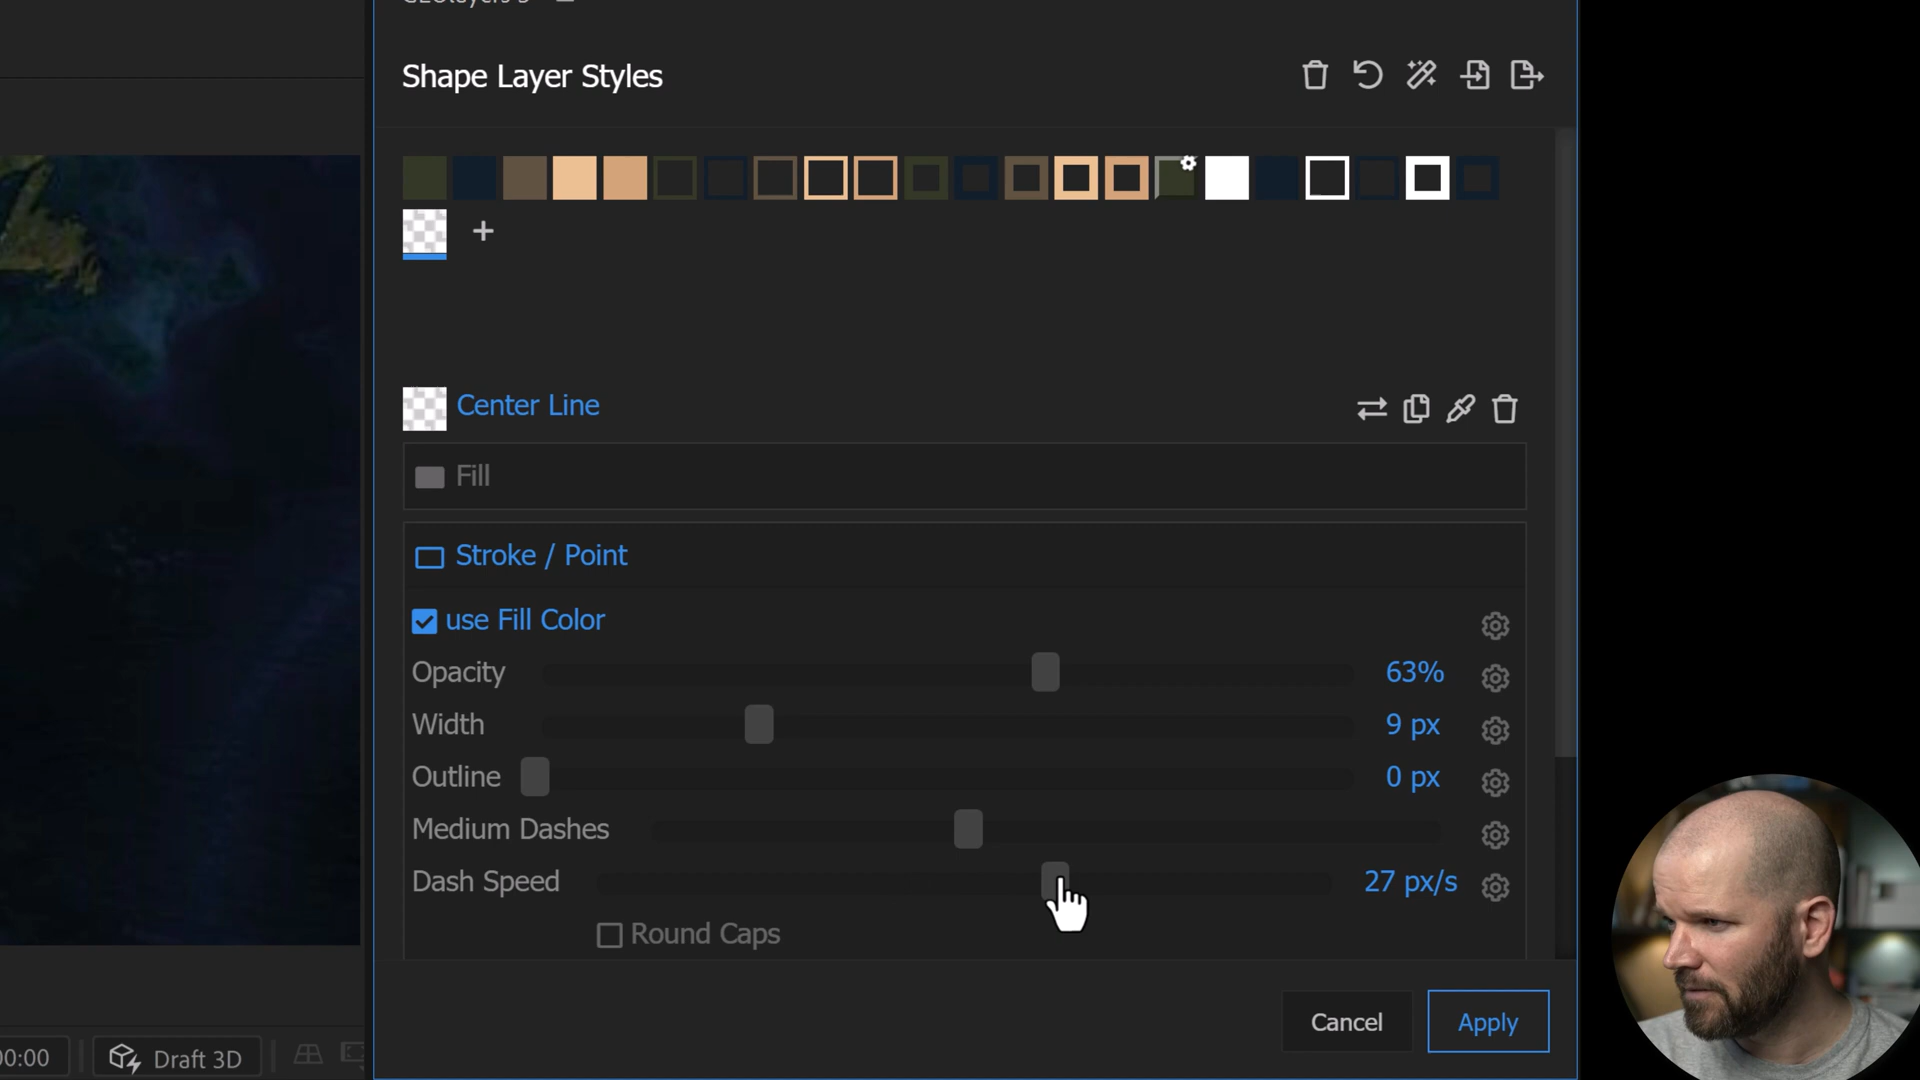 Shape Layer Styles
+
Center Line
Fill
Stroke / Point
use Fill Color
Opacity 63%
Width 9 px
Outline 0 px
Medium Dashes
Dash Speed 27 px/s
Round Caps
Cancel Apply
00:00 Draft 3D